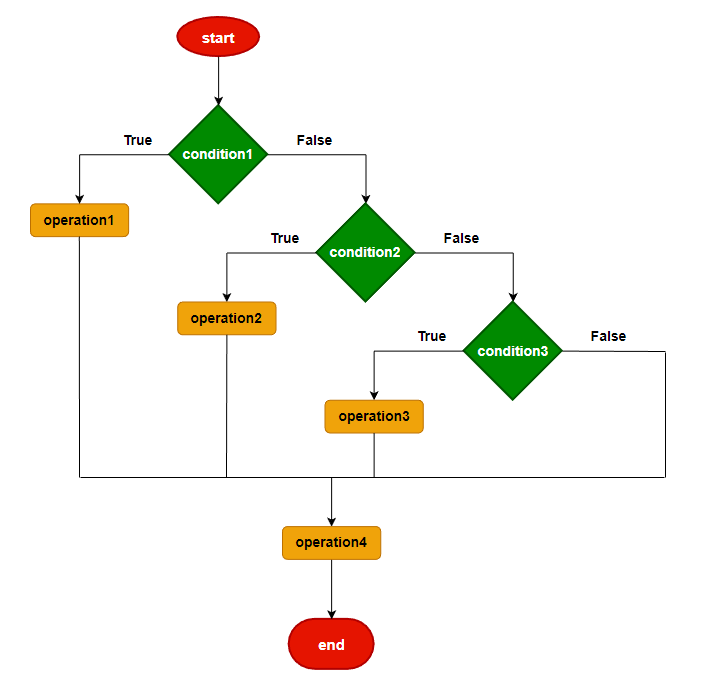 start
True
False
condition1
operation1
True
False
condition2
operation2
True
False
condition3
operation3
operation4
end